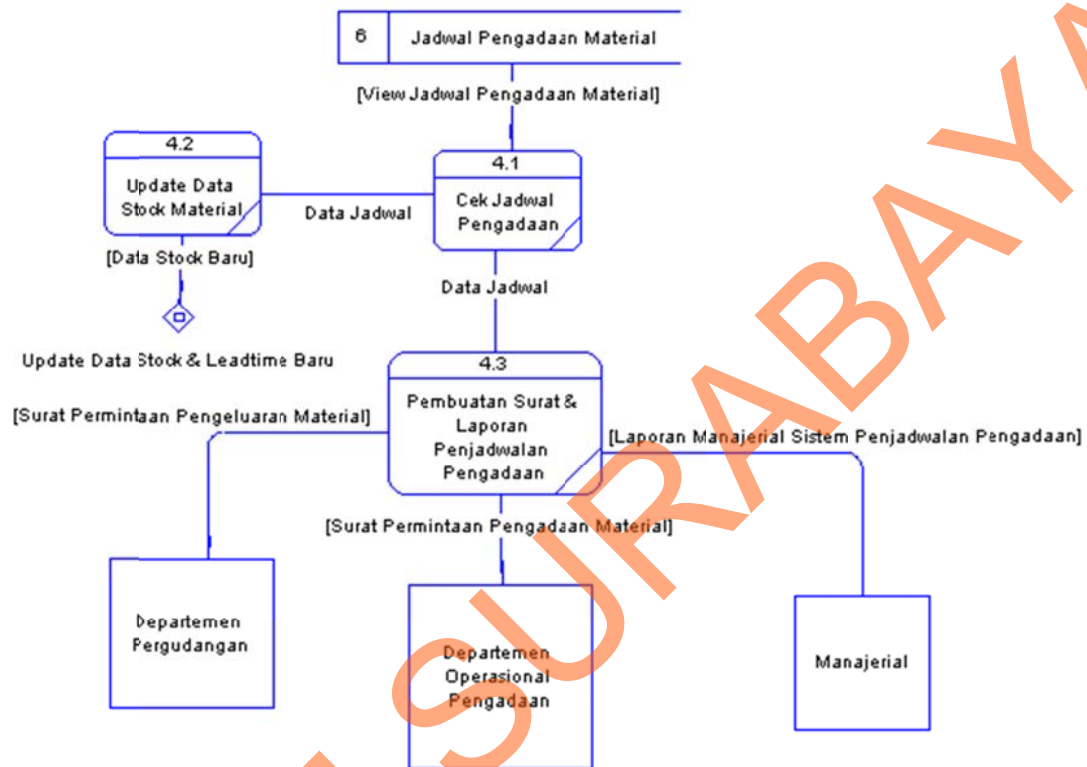 6
Jadwal Pengadaan Material
[View Jadwal Pengadaan Material]
4.2
Update Data
Stock Material
4.1
Cek Jadwal
Pengadaan
Data Jadwal
[Data Stock Baru]
Data Jadwal
Update Data Stock & Leadtime Baru
4.3
Pembuatan Surat &
Laporan
Penjadwalan
Pengadaan
[Surat Permintaan Pengeluaran Material]
[Laporan Manajerial Sistem Penjadwalan Pengadaan]
[Surat Permintaan Pengadaan Material]
Departemen
Pergudangan
Departemen
Operasional
Pengadaan
Manajerial
SURABAYA